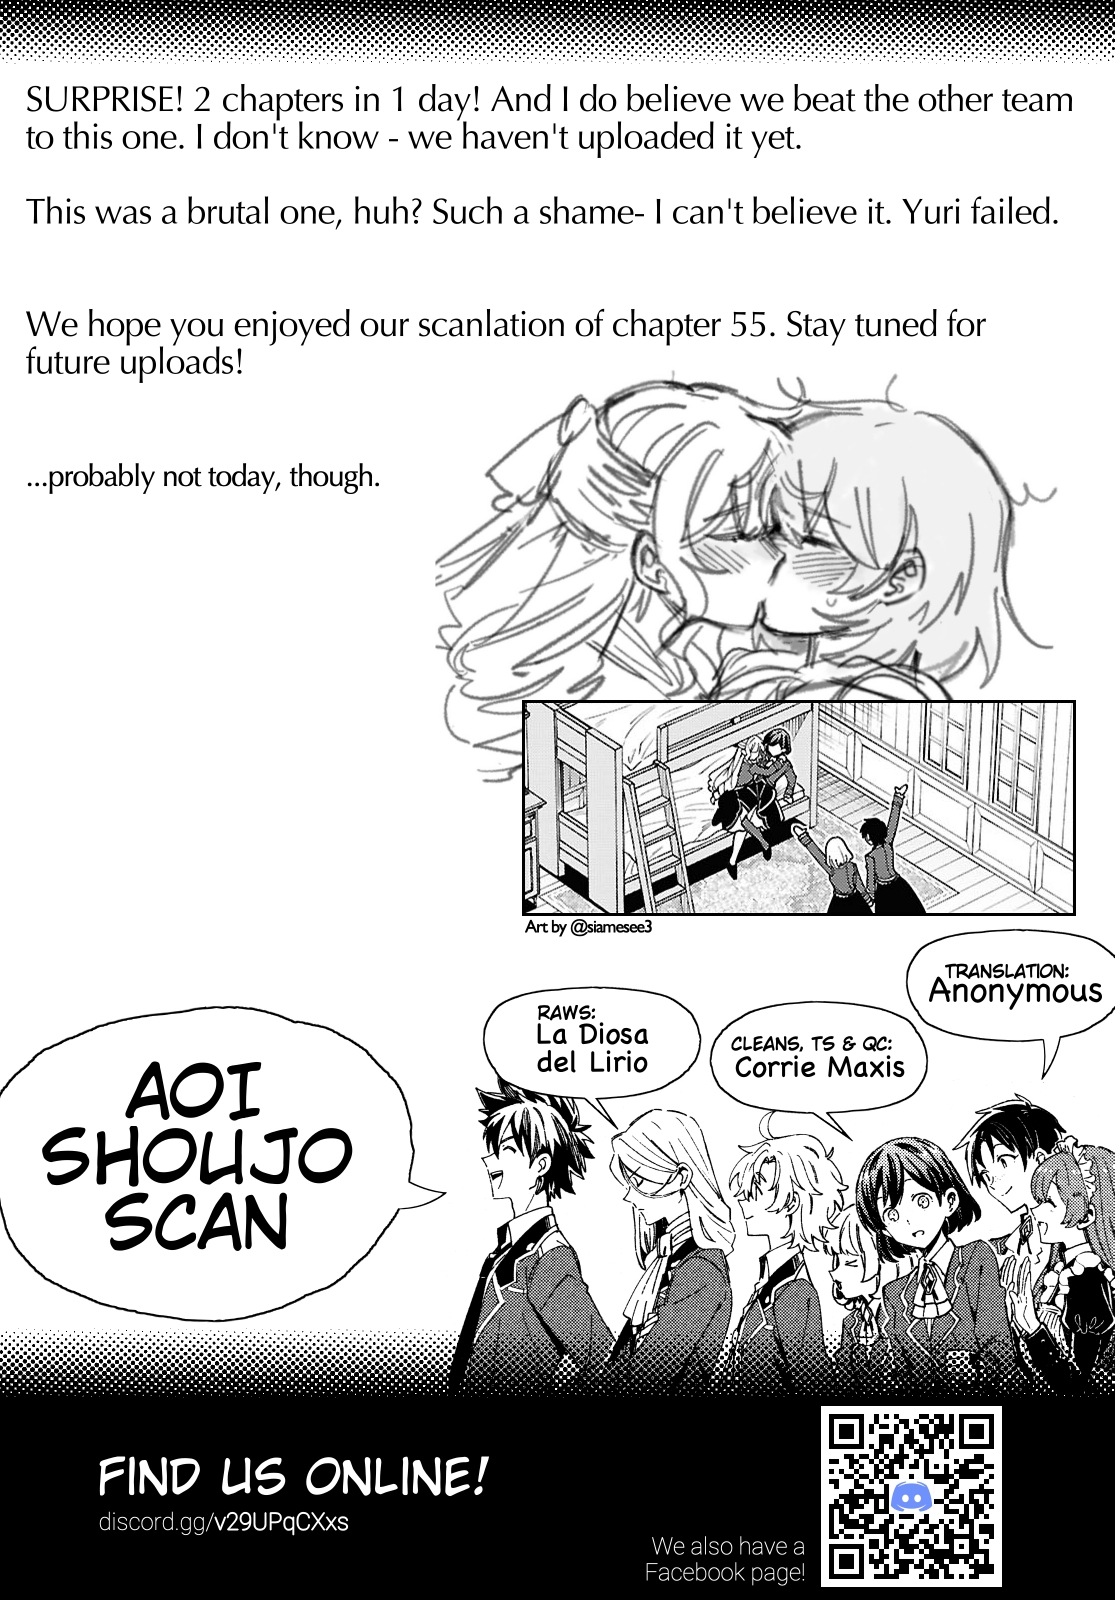 SURPRISE! 2 chapters in 1 day! And I do believe we beat the other team
to this one. I don't know - we haven't uploaded it yet.
This was a brutal one, huh? Such a shame- I can't believe it. Yuri failed.
We hope you enjoyed our scanlation of chapter 55. Stay tuned for
future uploads!
...probably not today, though.
Art by @siamesee3
TRANSLATION:
Anonymous
RAWS:
La Diosa
del Lirio
CLEANS, TS & QC:
Corrie Maxis
AOI
SHOUJO
SCAN
FIND US ONLINE!
discord.gg/v29UPqCXxs
We also have a
Facebook page!